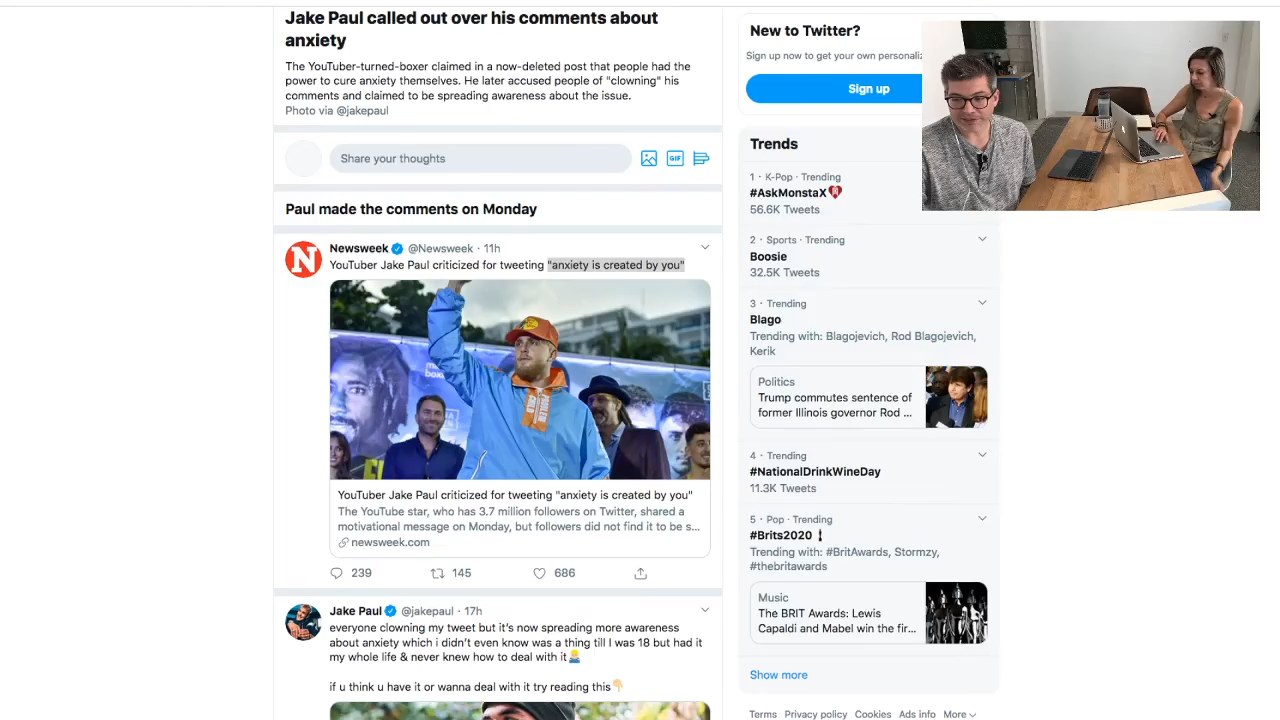 Jake Paul called out over his comments about
anxiety
The YouTuber-turned-boxer claimed in a now-deleted post that people had the
power to cure anxiety themselves. He later accused people of "clowning" his
comments and claimed to be spreading awareness about the issue.
Photo via @jakepaul
Share your thoughts
GIF
Paul made the comments on Monday
Newsweek @Newsweek · 11h
YouTuber Jake Paul criticized for tweeting "anxiety is created by you"
YouTuber Jake Paul criticized for tweeting "anxiety is created by you"
The YouTube star, who has 3.7 million followers on Twitter, shared a
motivational message on Monday, but followers did not find it to be s...
newsweek.com
239 145 686
Jake Paul @jakepaul · 17h
everyone clowning my tweet but it's now spreading more awareness
about anxiety which i didn't even know was a thing till I was 18 but had it
my whole life & never knew how to deal with it
if u think u have it or wanna deal with it try reading this
New to Twitter?
Sign up now to get your own
Sign up
Trends
1 · K-Pop · Trending
#AskMonstaX
56.6K Tweets
2 · Sports · Trending
Boosie
32.5K Tweets
3 · Trending
Blago
Trending with: Blagojevich, Rod Blagojevich,
Kerik
Politics
Trump commutes sentence of
former Illinois governor Rod ...
4 · Trending
#NationalDrinkWineDay
11.3K Tweets
5 · Pop · Trending
#Brits2020
Trending with: #BritAwards, Stormzy,
#thebritawards
Music
The BRIT Awards: Lewis
Capaldi and Mabel win the fir...
Show more
Terms Privacy policy Cookies Ads info More